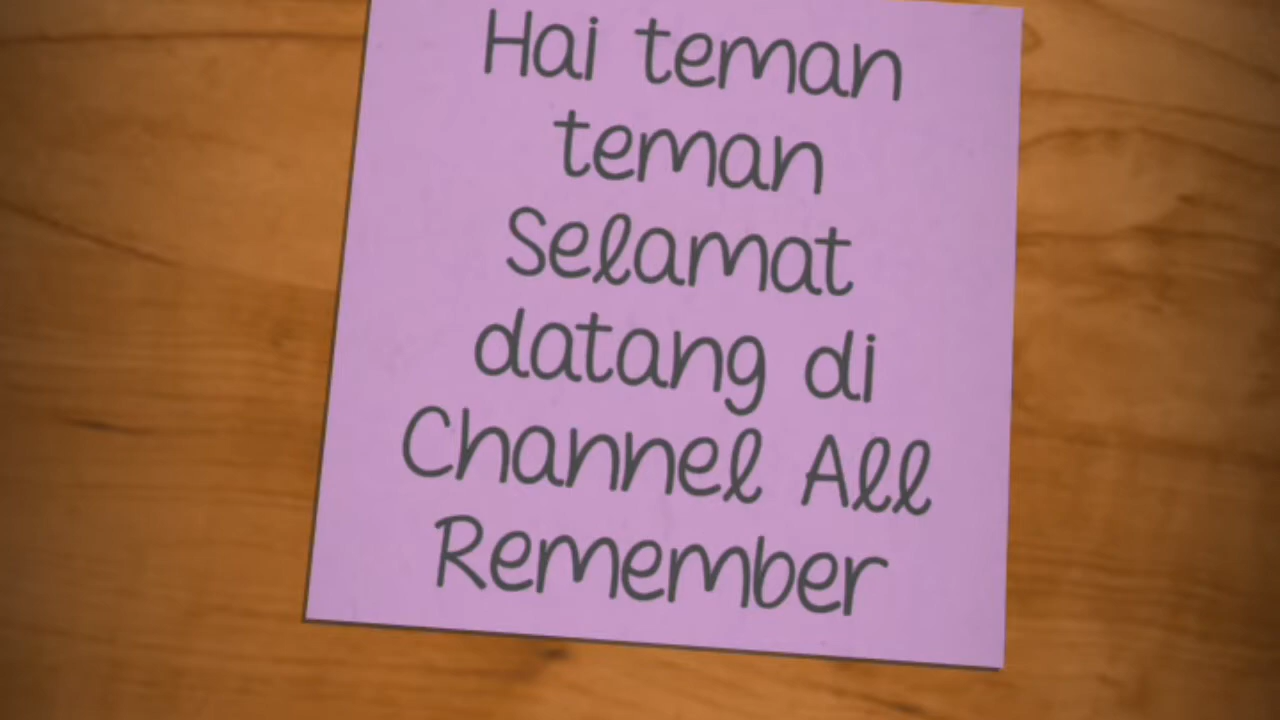 Hai teman
teman
Selamat
datang di
Channel All
Remember